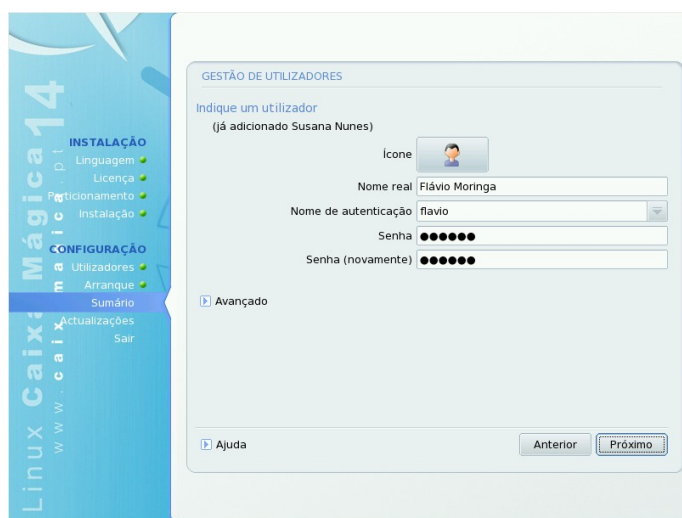 Linux Caixa Mágica 14
www.caixamagica.pt
INSTALAÇÃO
Linguagem
Licença
Particionamento
Instalação
CONFIGURAÇÃO
Utilizadores
Arranque
Sumário
Actualizações
Sair
GESTÃO DE UTILIZADORES
Indique um utilizador
(já adicionado Susana Nunes)
Ícone
Nome real Flávio Moringa
Nome de autenticação flavio
Senha ●●●●●●
Senha (novamente) ●●●●●●
Avançado
Ajuda
Anterior Próximo